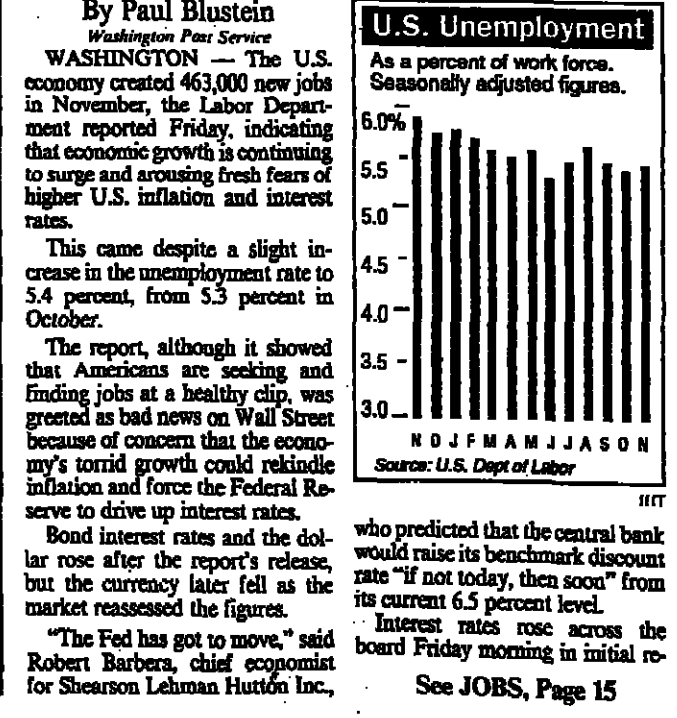 By Paul Blustein
Washington Post Service
WASHINGTON — The U.S.
economy created 463,000 new jobs
in November, the Labor Depart-
ment reported Friday, indicating
that economic growth is continuing
to surge and arousing fresh fears of
higher U.S. inflation and interest
rates.
This came despite a slight in-
crease in the unemployment rate to
5.4 percent, from 5.3 percent in
October.
The report, although it showed
that Americans are seeking and
finding jobs at a healthy clip, was
greeted as bad news on Wall Street
because of concern that the econo-
my's torrid growth could rekindle
inflation and force the Federal Re-
serve to drive up interest rates.
Bond interest rates and the dol-
lar rose after the report's release,
but the currency later fell as the
market reassessed the figures.
"The Fed has got to move," said
Robert Barbera, chief economist
for Shearson Lehman Hutton Inc.,
U.S. Unemployment
As a percent of work force.
Seasonally adjusted figures.
6.0%
5.5
5.0
4.5
4.0
3.5
3.0
N D J F M A M J J A S O N
Source: U.S. Dept of Labor
IHT
who predicted that the central bank
would raise its benchmark discount
rate "if not today, then soon" from
its current 6.5 percent level.
Interest rates rose across the
board Friday morning in initial re-
See JOBS, Page 15